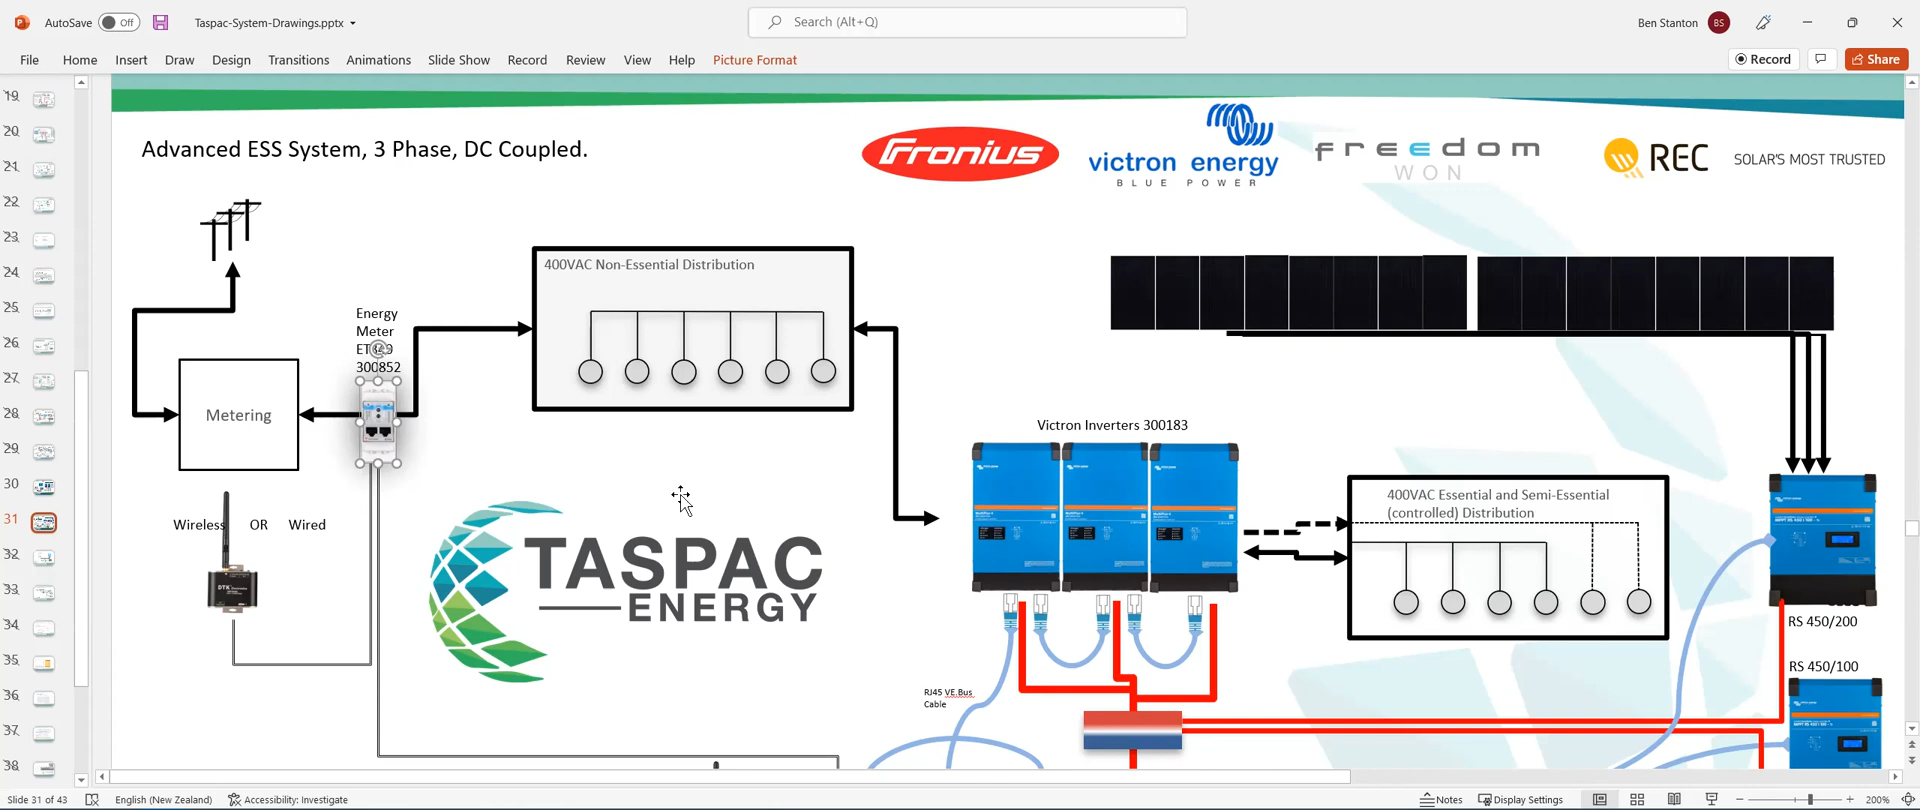 AutoSave
Off
Taspac-System-Drawings.pptx
Search (Alt+Q)
Ben Stanton
BS
File
Home
Insert
Draw
Design
Transitions
Animations
Slide Show
Record
Review
View
Help
Picture Format
Record
Share
Advanced ESS System, 3 Phase, DC Coupled.
Fronius
victron energy
BLUE POWER
freedom
WON
REC
SOLAR'S MOST TRUSTED
400VAC Non-Essential Distribution
Energy
Meter
300852
Metering
Victron Inverters 300183
400VAC Essential and Semi-Essential
(controlled) Distribution
Wireless
OR
Wired
TASPAC
ENERGY
RS 450/200
RS 450/100
RJ45 VE.Bus
Cable
19
20
21
22
23
24
25
26
27
28
29
30
31
32
33
34
35
36
37
38
Slide 31 of 43
English (New Zealand)
Accessibility: Investigate
Notes
Display Settings
200%